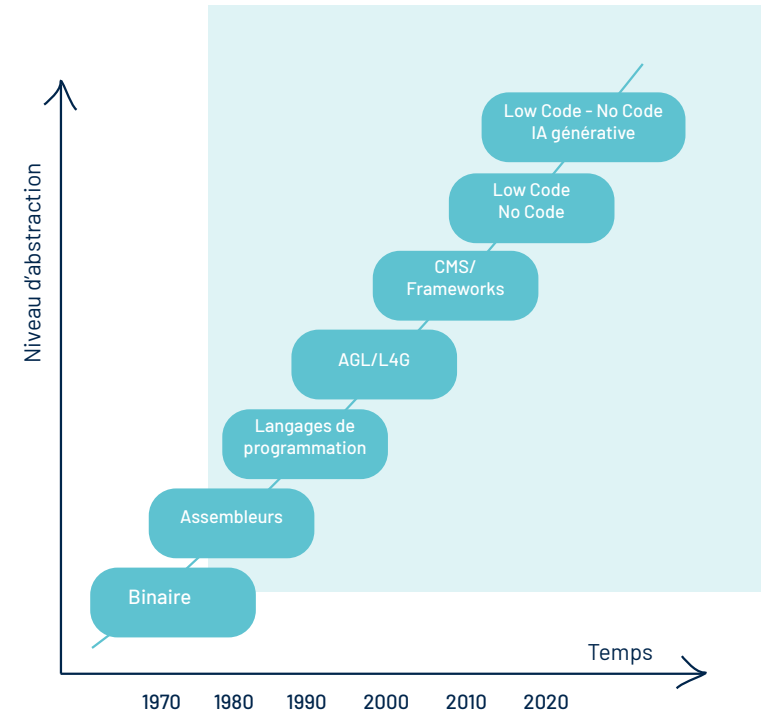 Niveau d'abstraction
Low Code - No Code
IA générative
Low Code
No Code
CMS/
Frameworks
AGL/L4G
Langages de
programmation
Assembleurs
Binaire
Temps
1970 1980 1990 2000 2010 2020